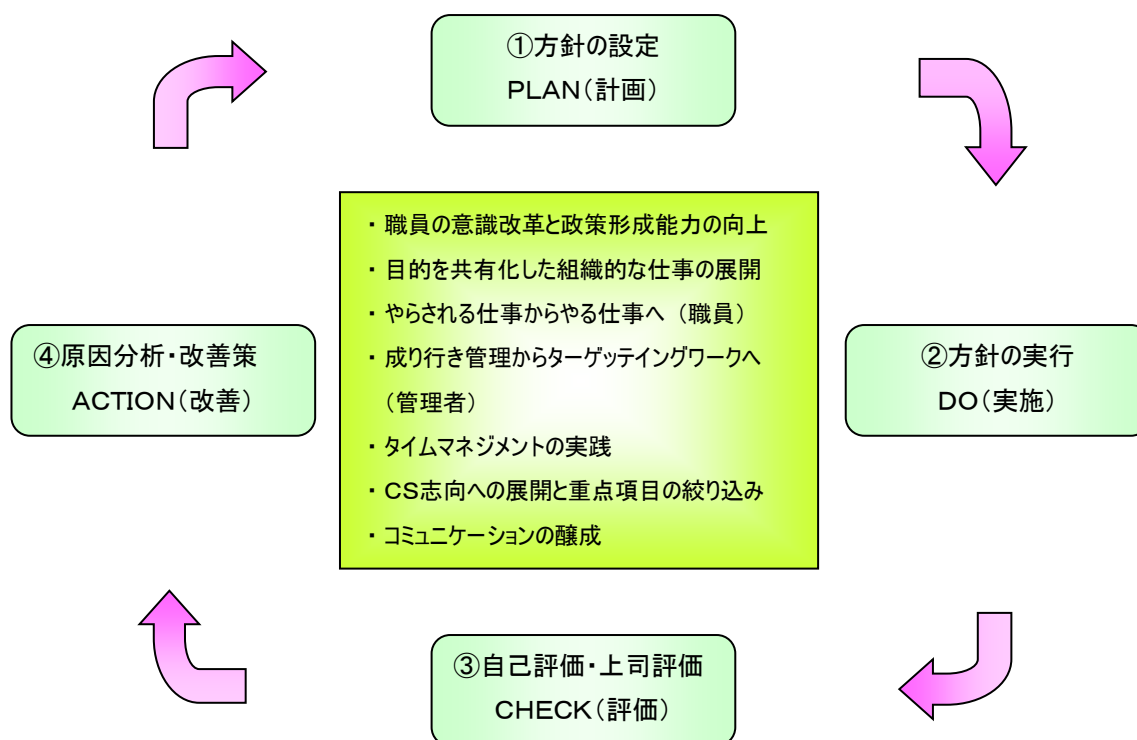 ①方針の設定
PLAN(計画)
・ 職員の意識改革と政策形成能力の向上
・ 目的を共有化した組織的な仕事の展開
・ やらされる仕事からやる仕事へ (職員)
・ 成り行き管理からターゲッテイングワークへ
(管理者)
・ タイムマネジメントの実践
・ CS志向への展開と重点項目の絞り込み
・ コミュニケーションの醸成
④原因分析・改善策
ACTION(改善)
②方針の実行
DO(実施)
③自己評価・上司評価
CHECK(評価)